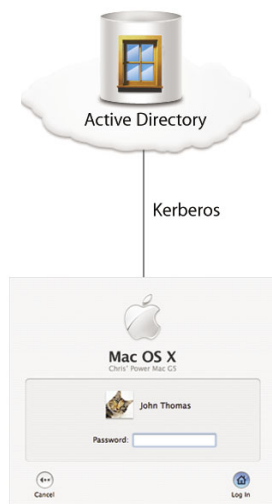 Active Directory
Kerberos
Mac OS X
Chris' Power Mac G5
John Thomas
Password:
Cancel
Log In